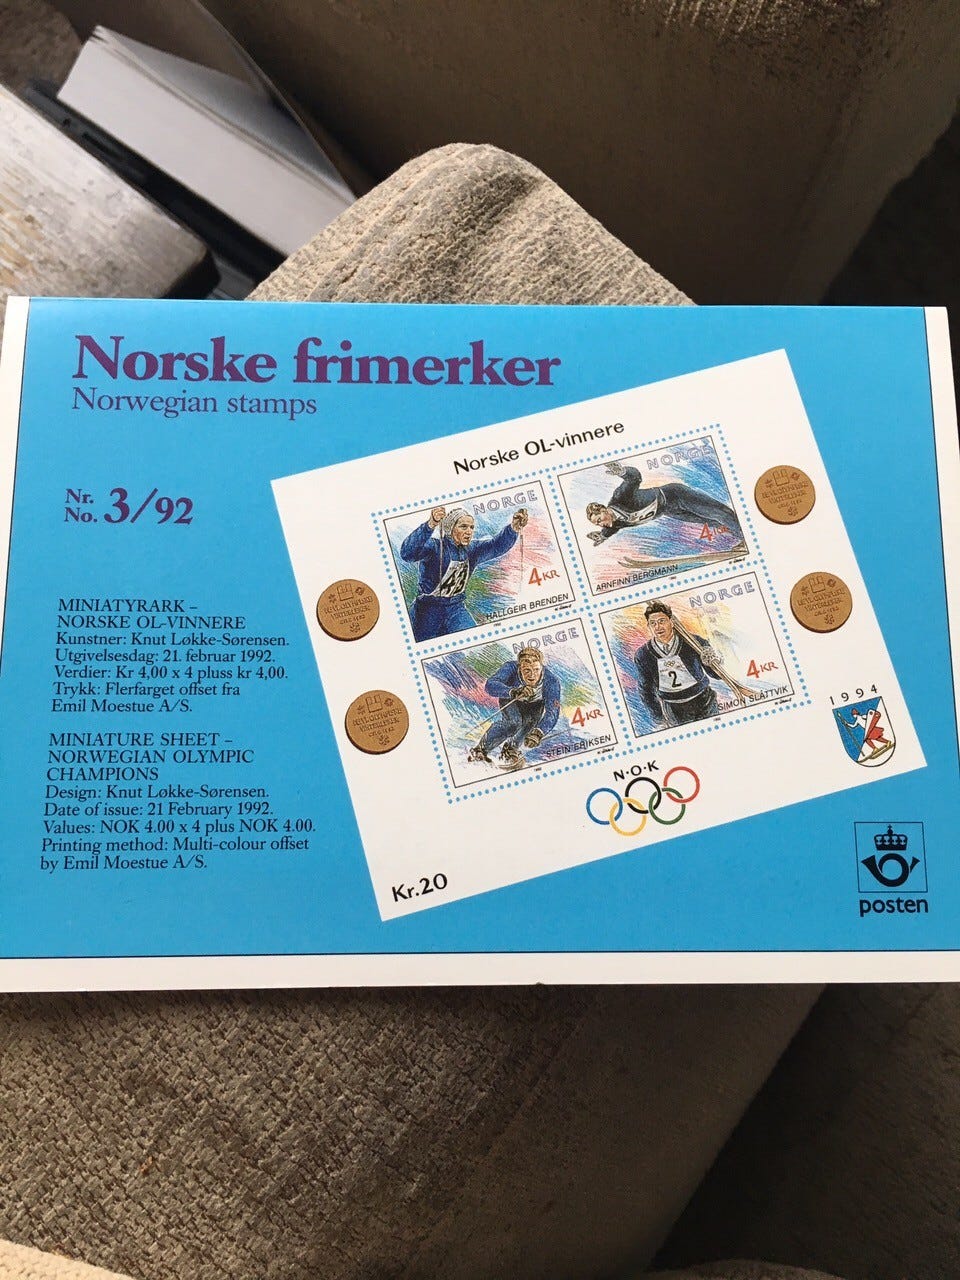 Norske frimerker
Norwegian stamps
Nr.
No. 3/92
MINIATYRARK –
NORSKE OL-VINNERE
Kunstner: Knut Løkke-Sørensen.
Utgivelsesdag: 21. februar 1992.
Verdier: Kr 4,00 x 4 pluss kr 4,00.
Trykk: Flerfarget offset fra
Emil Moestue A/S.
MINIATURE SHEET –
NORWEGIAN OLYMPIC
CHAMPIONS
Design: Knut Løkke-Sørensen.
Date of issue: 21 February 1992.
Values: NOK 4.00 x 4 plus NOK 4.00.
Printing method: Multi-colour offset
by Emil Moestue A/S.
Norske OL-vinnere
NORGE
4 KR
HALLGEIR BRENDEN
NORGE
4 KR
ARNFINN BERGMANN
NORGE
4 KR
STEIN ERIKSEN
NORGE
2
4 KR
SIMON SLÅTTVIK
N·O·K
1994
Kr.20
posten